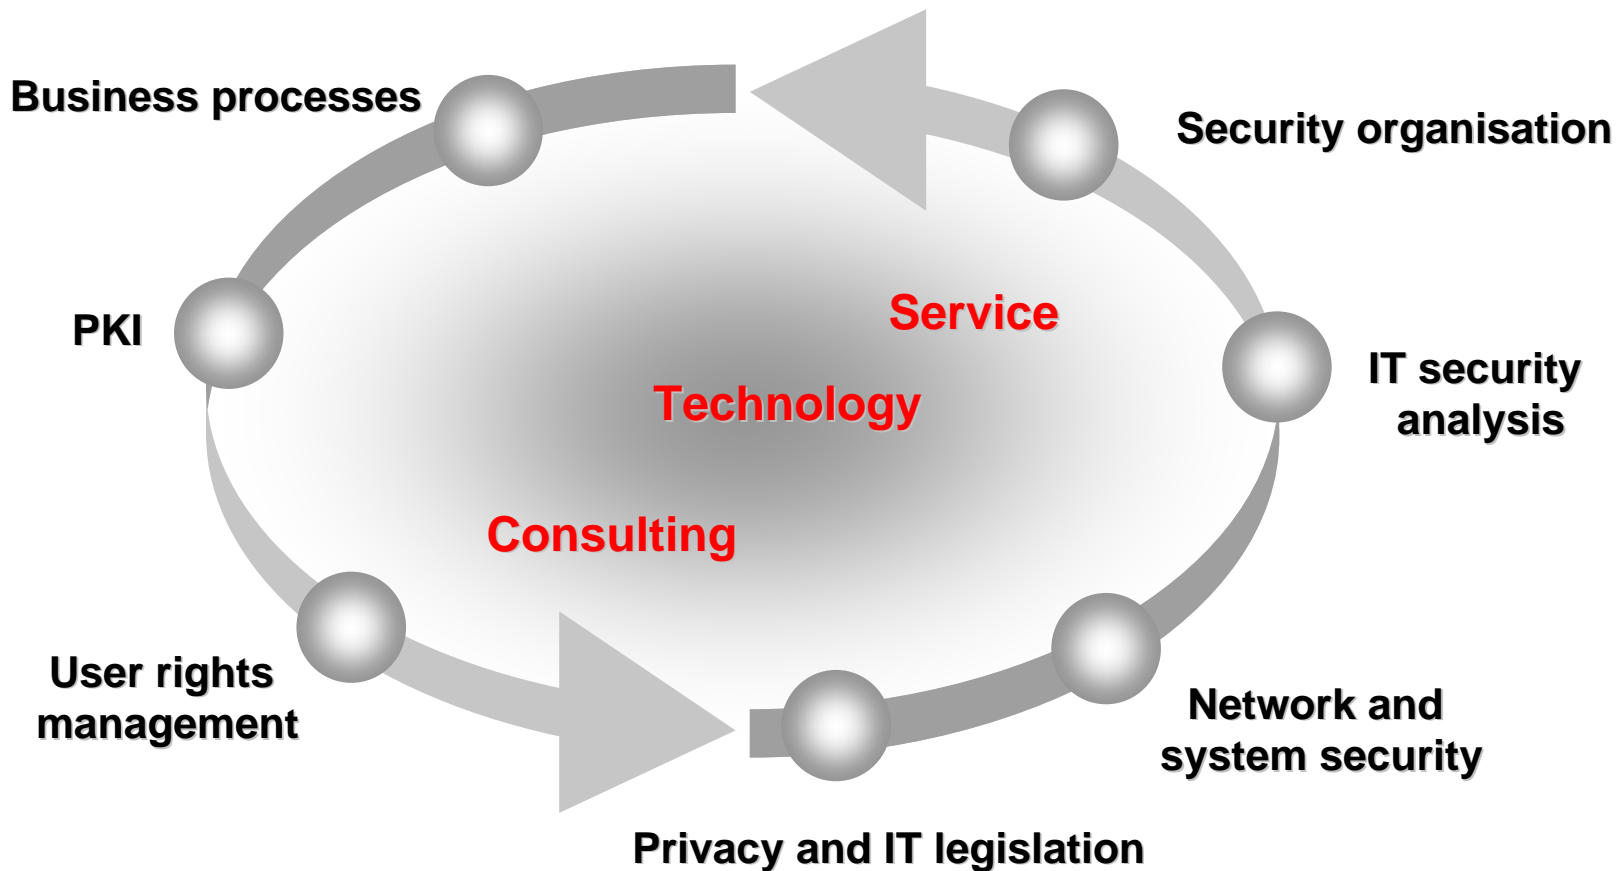 Business processes
Security organisation
Service
PKI
IT security
analysis
Technology
Consulting
User rights
management
Network and
system security
Privacy and IT legislation